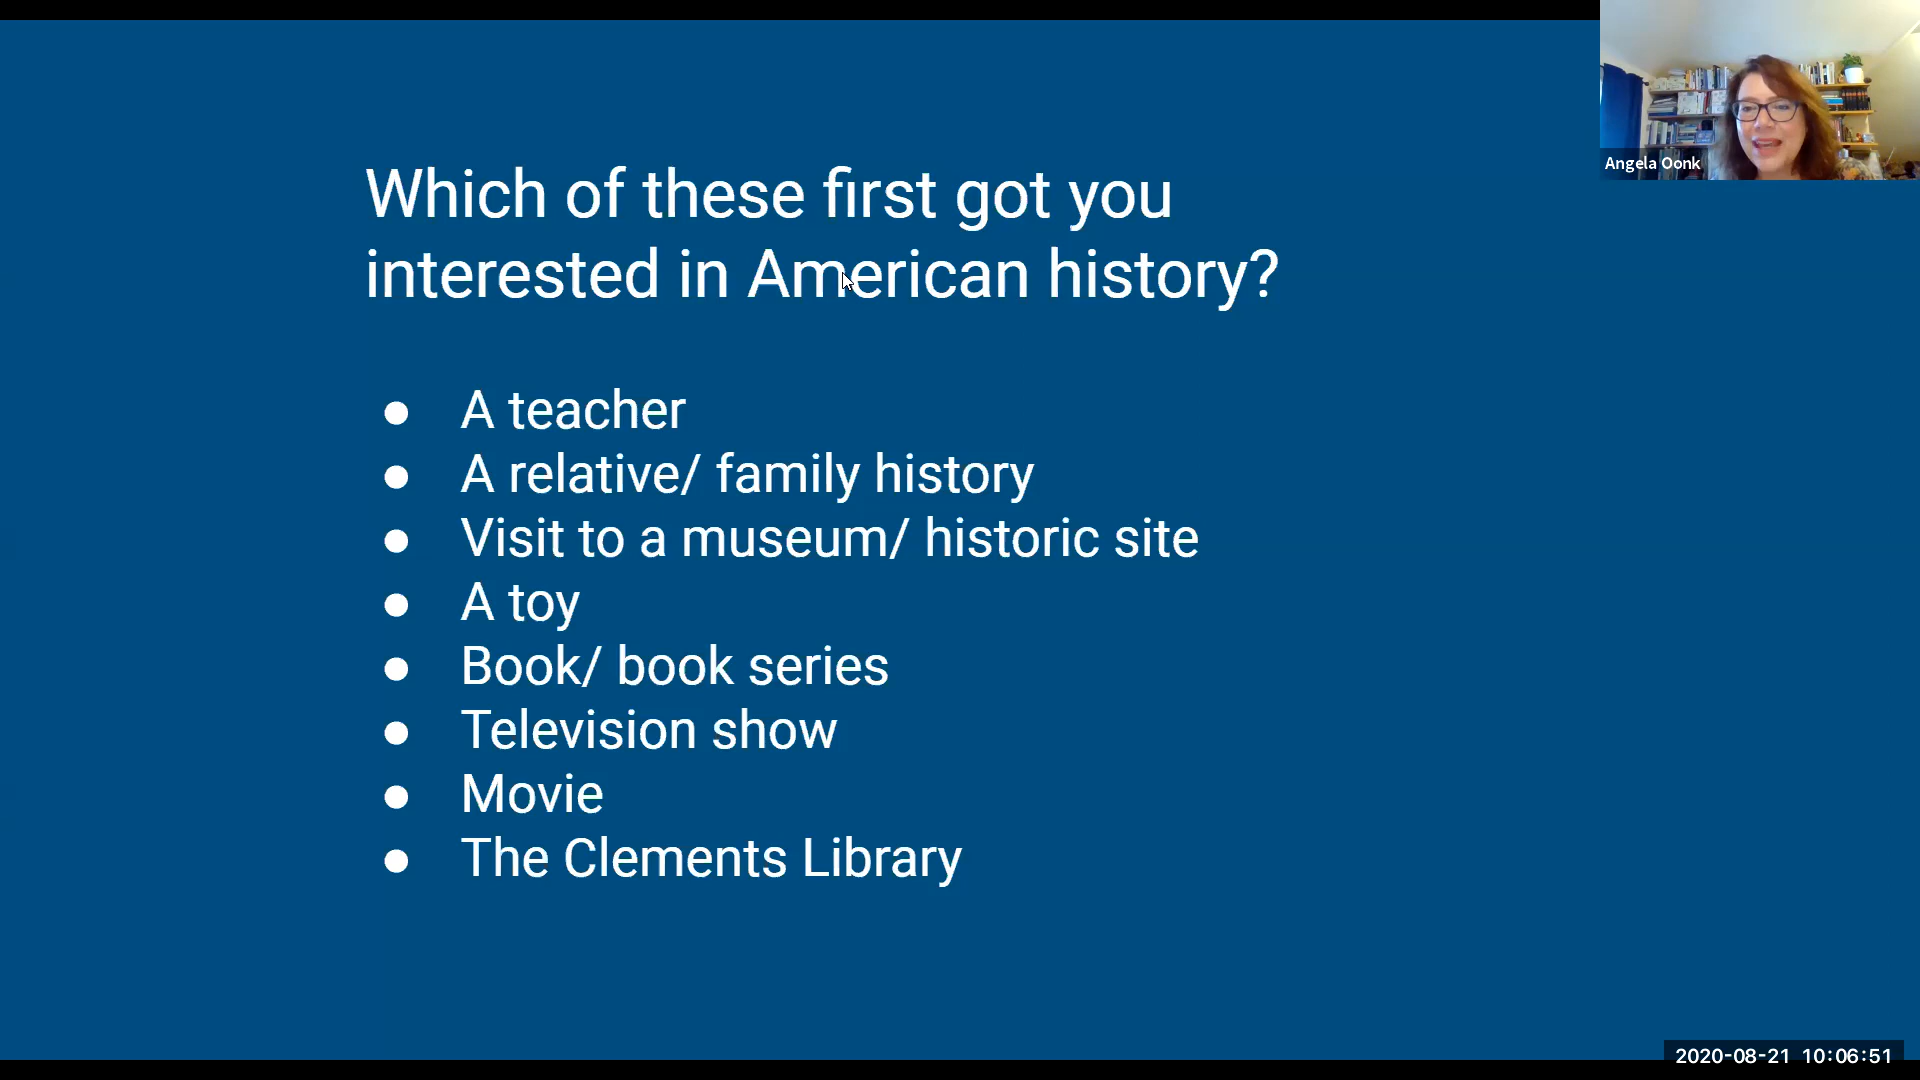 Which of these first got you
interested in American history?
● A teacher
● A relative/ family history
● Visit to a museum/ historic site
● A toy
● Book/ book series
● Television show
● Movie
● The Clements Library
Angela Oonk
2020-08-21 10:06:51